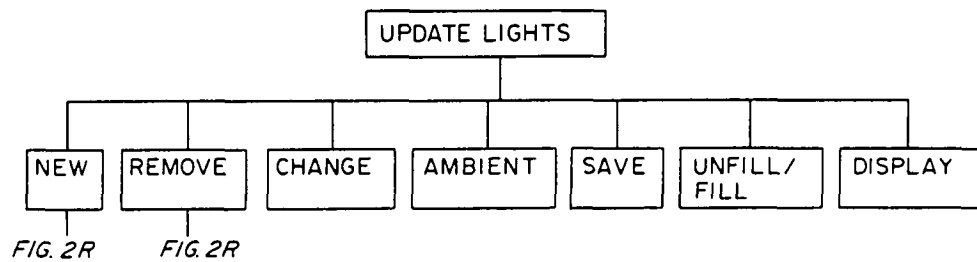 UPDATE LIGHTS
NEW
REMOVE
CHANGE
AMBIENT
SAVE
UNFILL/
FILL
DISPLAY
FIG. 2R
FIG. 2R